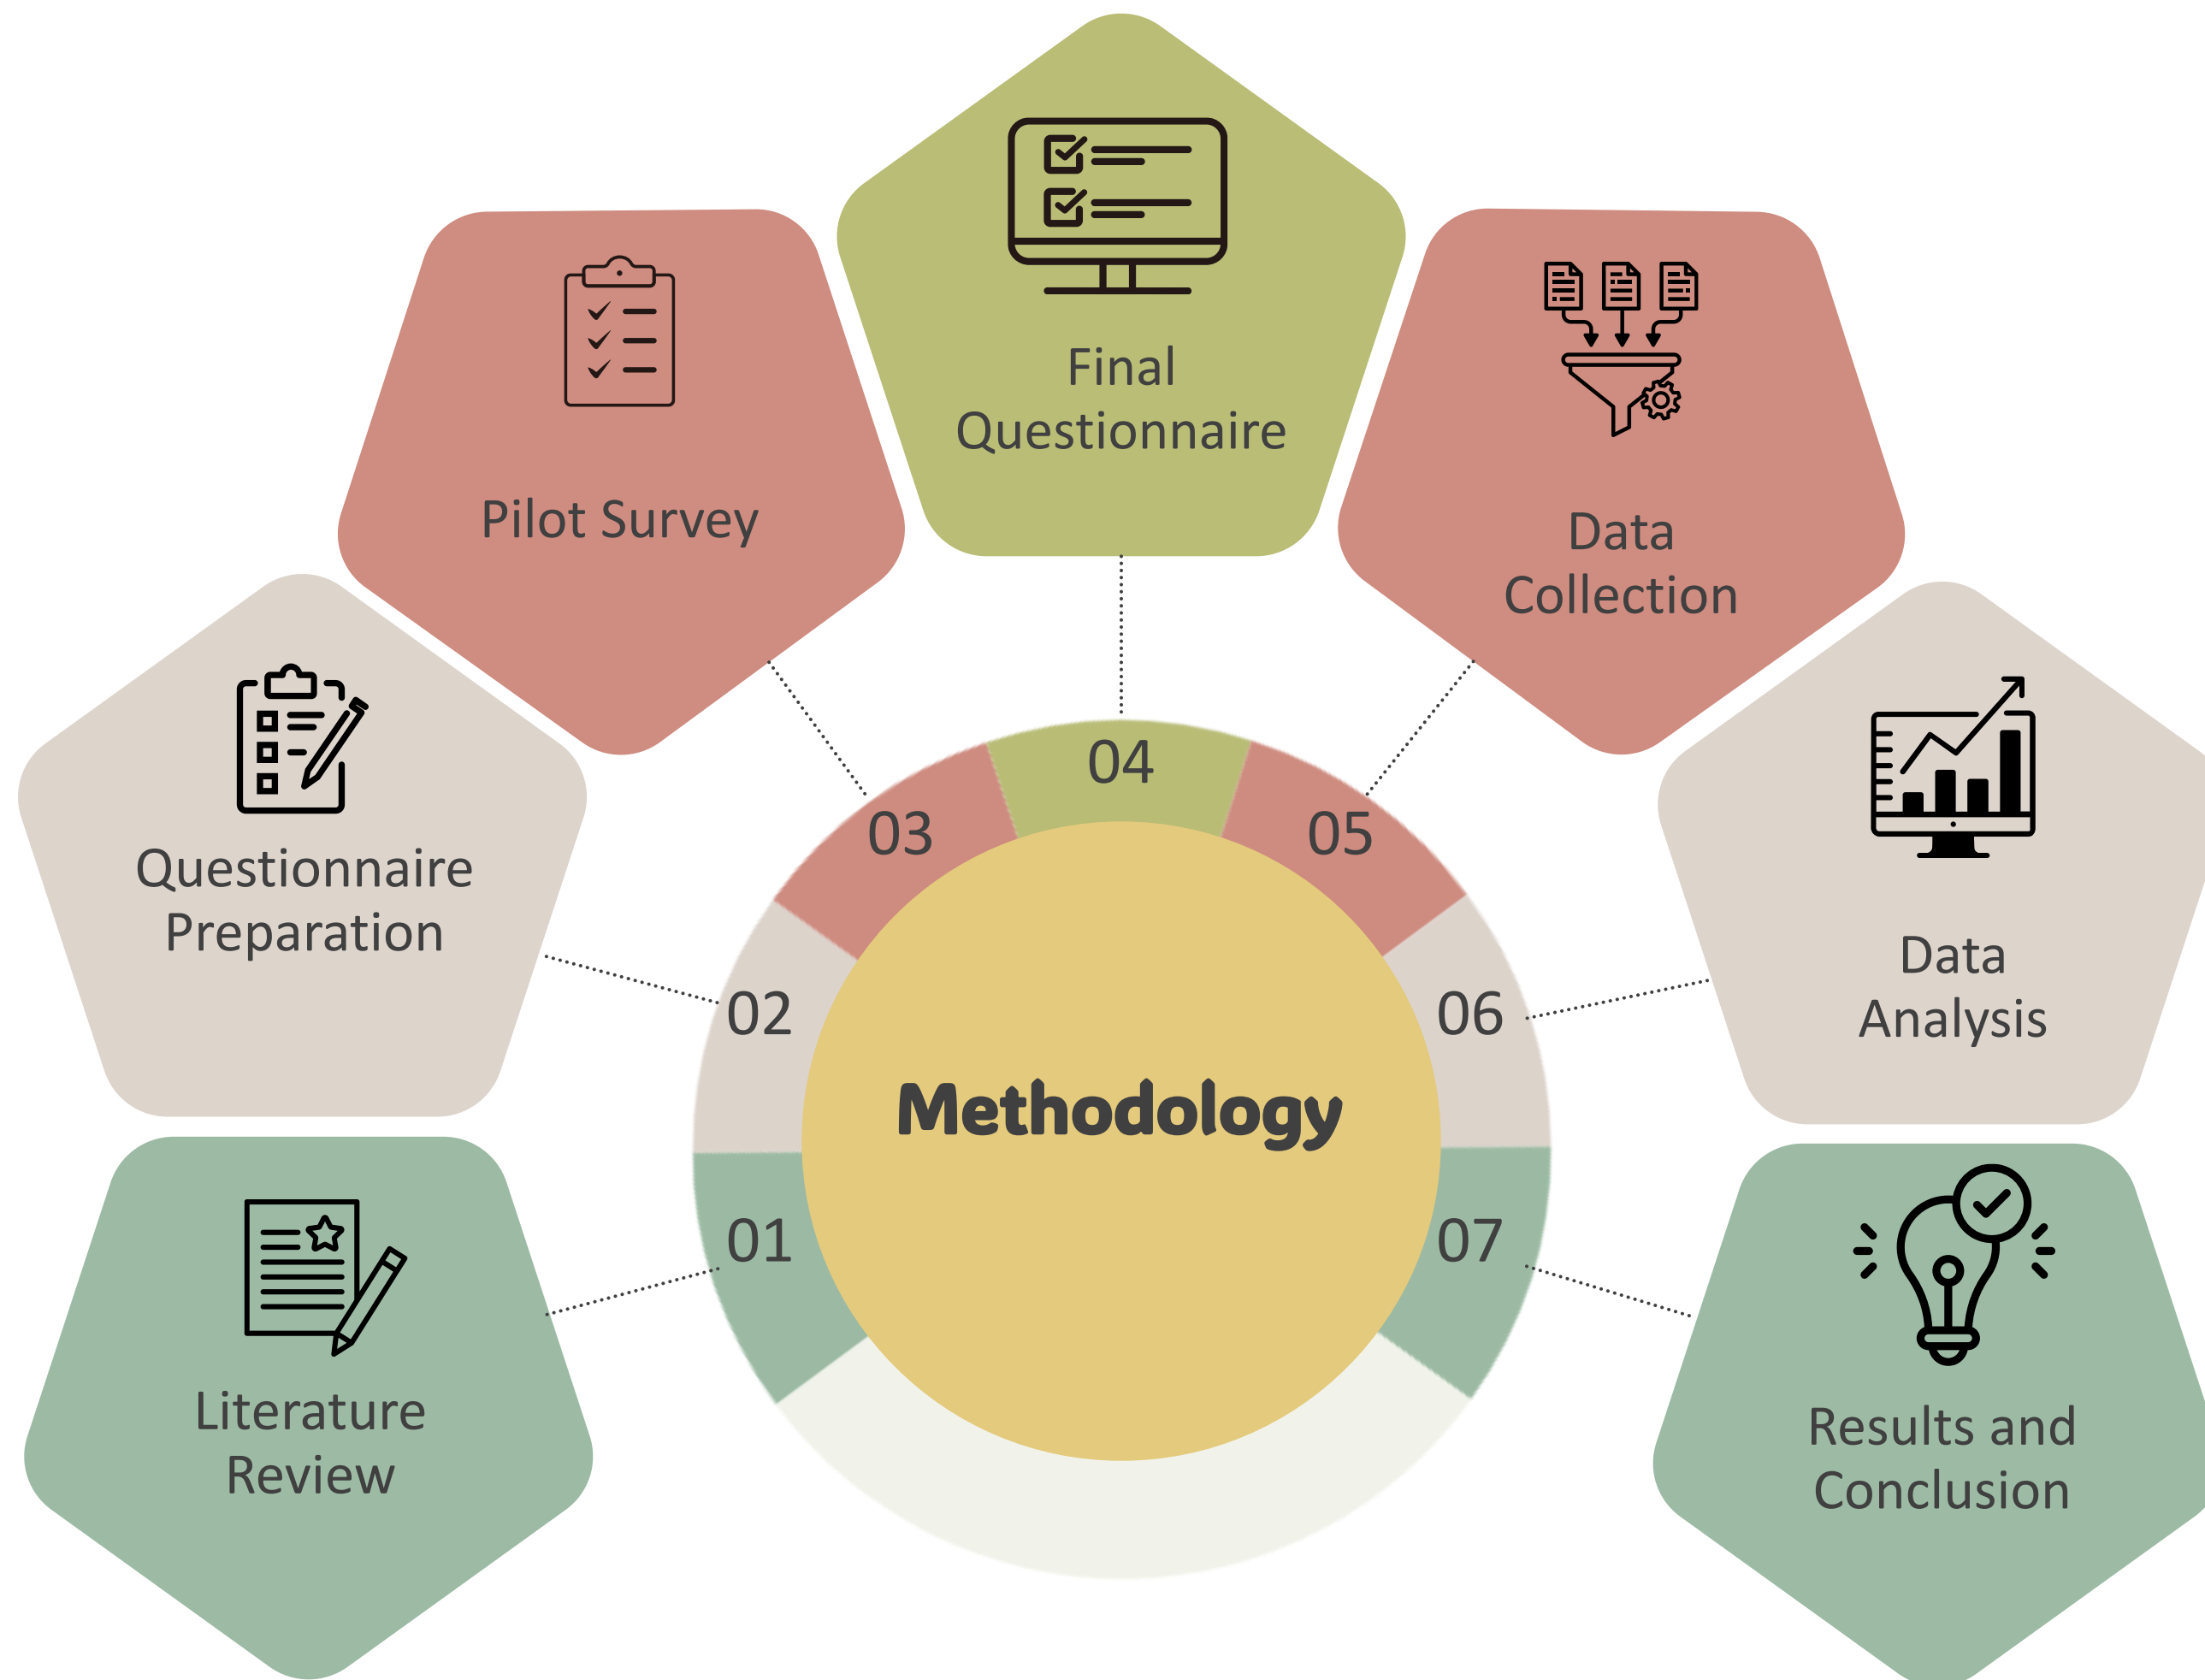 Final
Questionnaire
Pilot Survey
Data
Collection
Questionnaire
Preparation
Data
Analysis
Literature
Review
Results and
Conclusion
04
03
05
02
06
01
07
Methodology